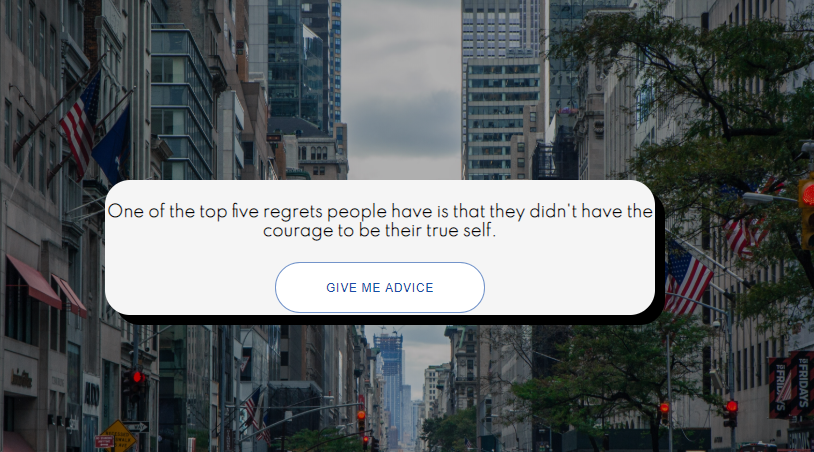 One of the top five regrets people have is that they didn't have the
courage to be their true self.
GIVE ME ADVICE
FRIDAYS
FRIDAYS